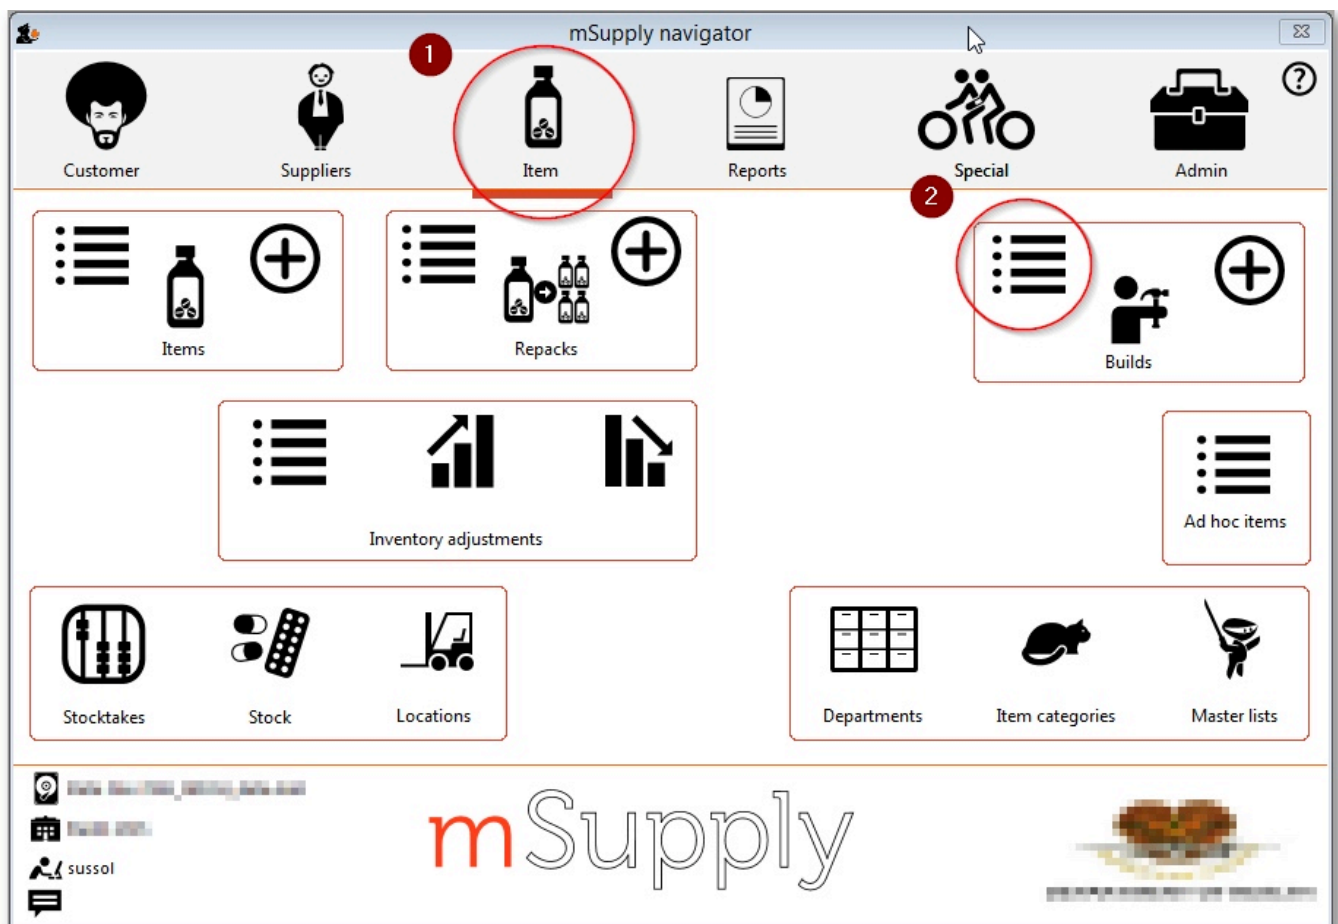 mSupply navigator
1
Customer
Suppliers
Item
Reports
Special
Admin
?
2
Items
Repacks
Builds
Inventory adjustments
Ad hoc items
Stocktakes
Stock
Locations
Departments
Item categories
Master lists
sussol
mSupply